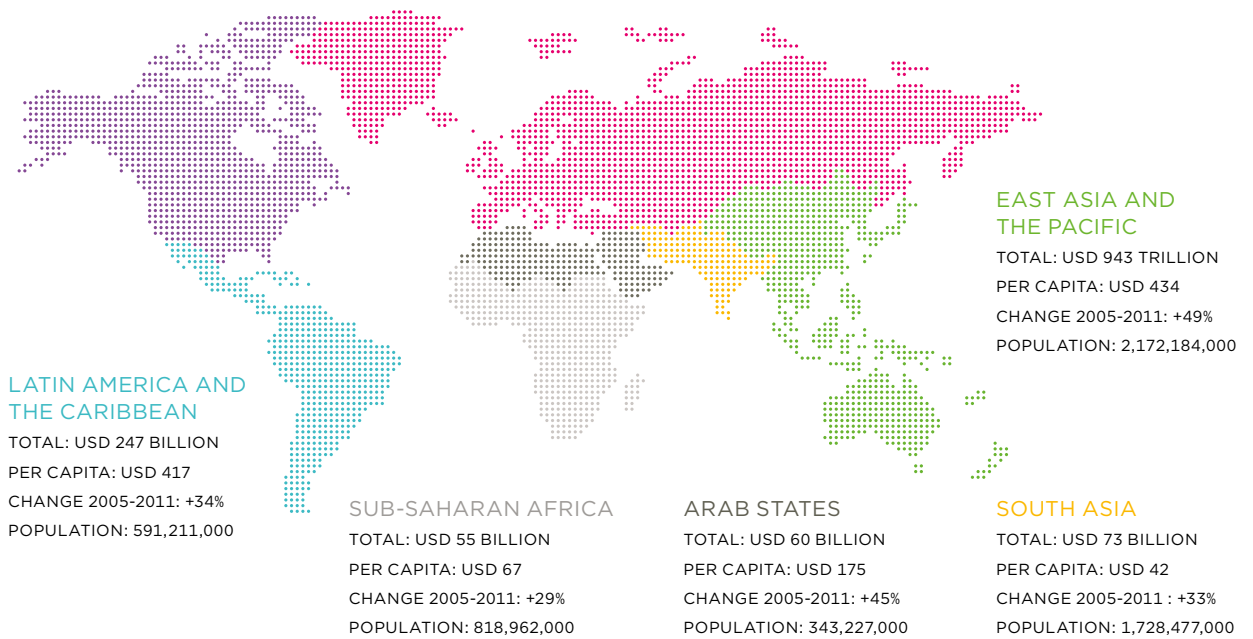 EAST ASIA AND
THE PACIFIC
TOTAL: USD 943 TRILLION
PER CAPITA: USD 434
CHANGE 2005-2011: +49%
POPULATION: 2,172,184,000
LATIN AMERICA AND
THE CARIBBEAN
TOTAL: USD 247 BILLION
PER CAPITA: USD 417
CHANGE 2005-2011: +34%
POPULATION: 591,211,000
SUB-SAHARAN AFRICA
TOTAL: USD 55 BILLION
PER CAPITA: USD 67
CHANGE 2005-2011: +29%
POPULATION: 818,962,000
ARAB STATES
TOTAL: USD 60 BILLION
PER CAPITA: USD 175
CHANGE 2005-2011: +45%
POPULATION: 343,227,000
SOUTH ASIA
TOTAL: USD 73 BILLION
PER CAPITA: USD 42
CHANGE 2005-2011 : +33%
POPULATION: 1,728,477,000